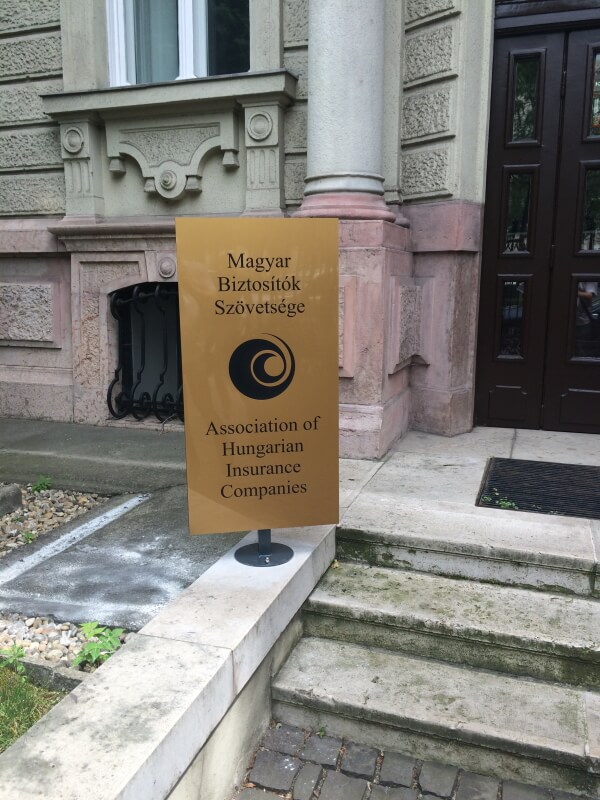 Magyar
Biztosítók
Szövetsége
Association of
Hungarian
Insurance
Companies